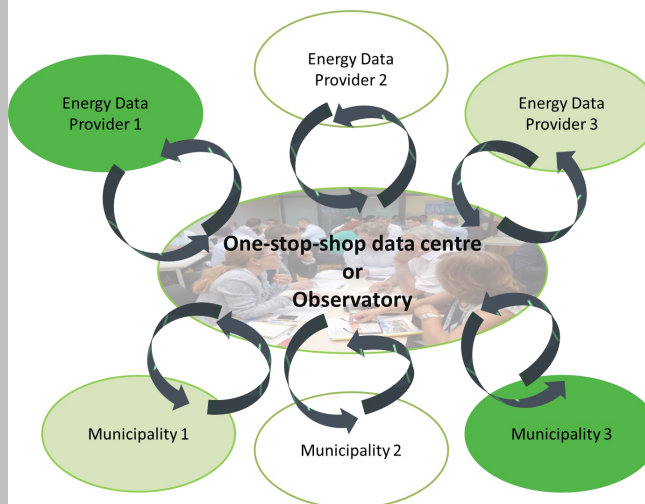 Energy Data
Provider 1
Energy Data
Provider 2
Energy Data
Provider 3
One-stop-shop data centre
or
Observatory
Municipality 1
Municipality 2
Municipality 3